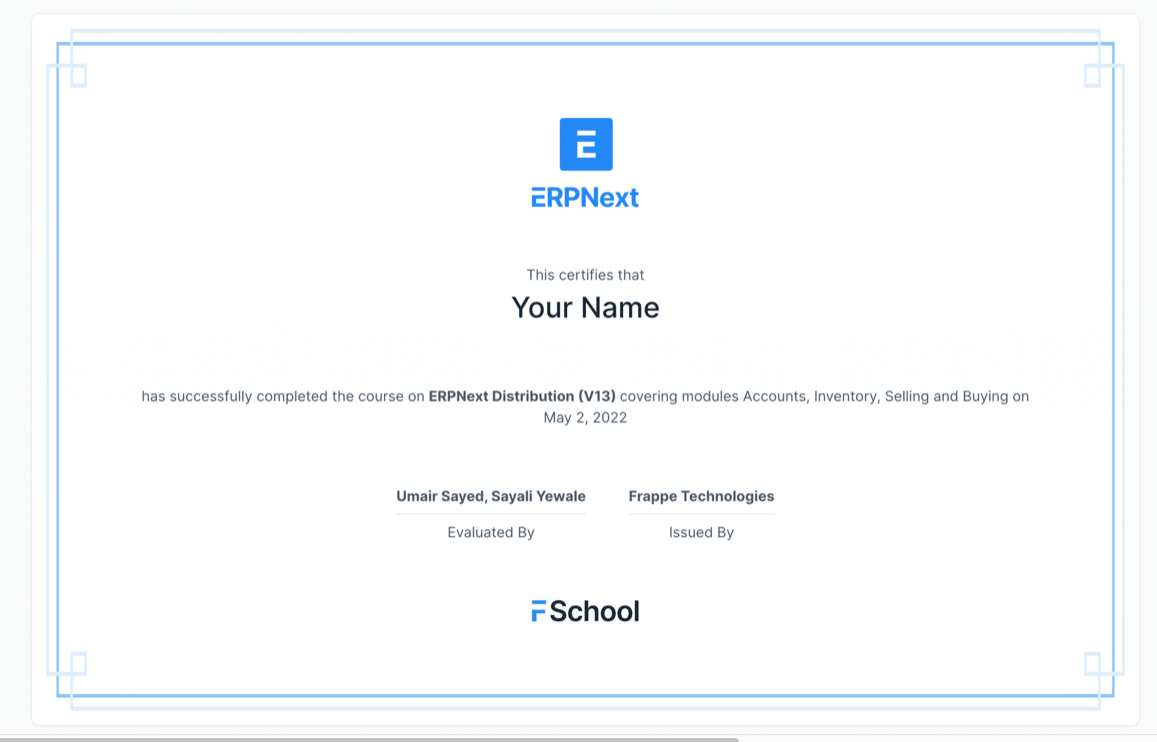 E
ERPNext
This certifies that
Your Name
has successfully completed the course on ERPNext Distribution (V13) covering modules Accounts, Inventory, Selling and Buying on
May 2, 2022
Umair Sayed, Sayali Yewale
Evaluated By
Frappe Technologies
Issued By
F School